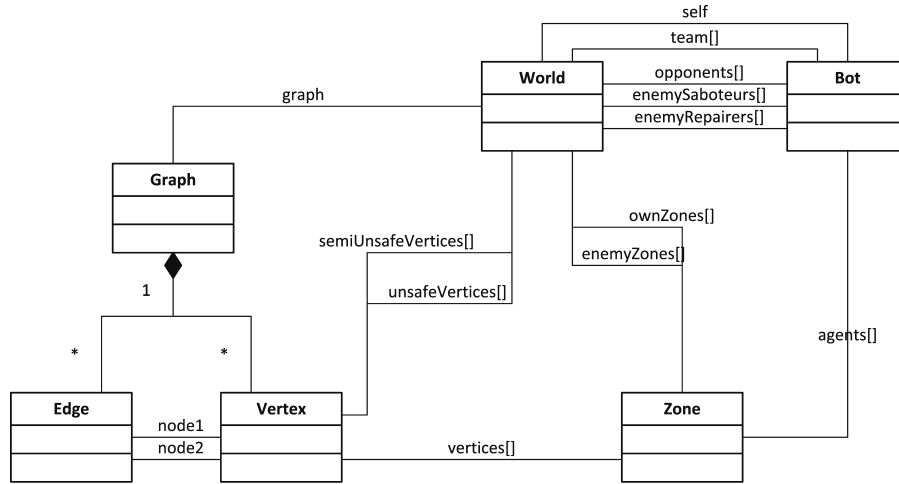 self
team[]
World
opponents[]
Bot
enemySaboteurs[]
graph
enemyRepairers[]
Graph
ownZones[]
semiUnsafeVertices[]
enemyZones[]
unsafeVertices[]
1
agents[]
*
*
Edge
Vertex
Zone
node1
node2
vertices[]